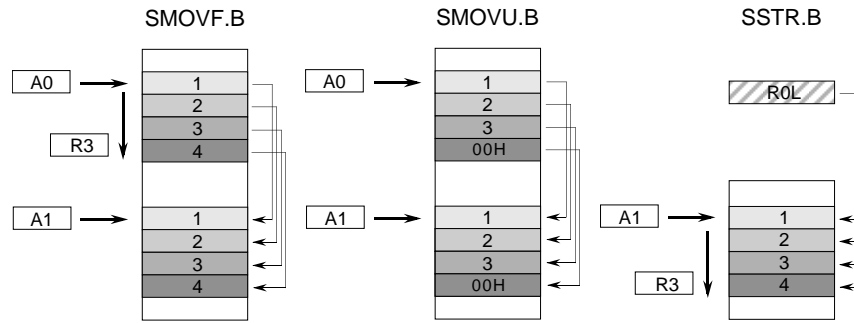 SMOVF.B SMOVU.B SSTR.B
A0 1 A0 1 R0L
2 2
R3 3 3
4 00H
A1 1 A1 1 A1 1
2 2 2
3 3 R3 3
4 00H 4